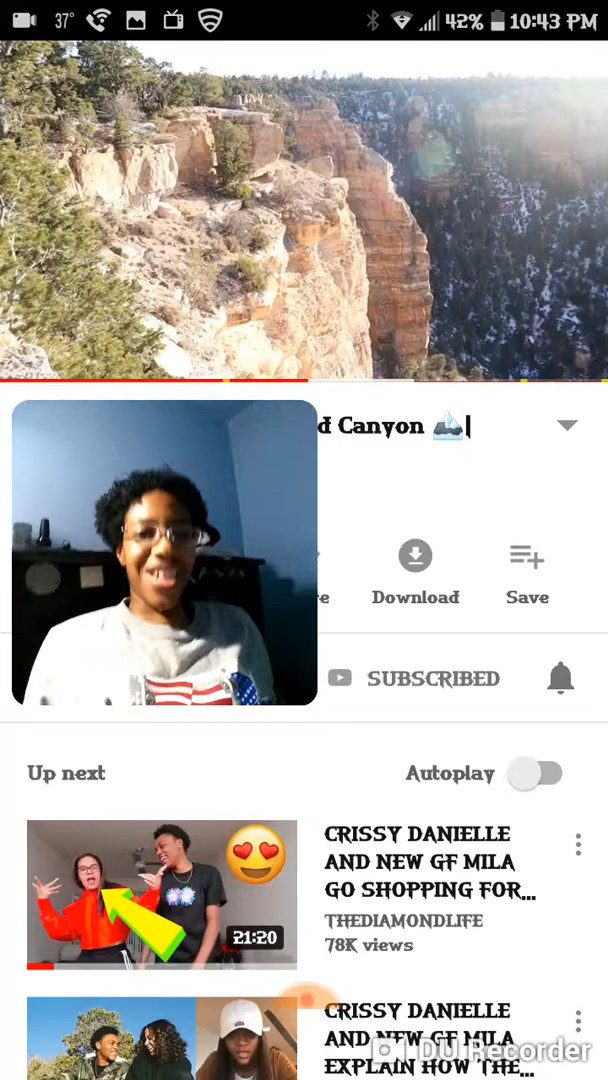 37° 42% 10:43 PM
d Canyon 🏔️|
e Download Save
SUBSCRIBED
Up next Autoplay
CRISSY DANIELLE
AND NEW GF MILA
GO SHOPPING FOR...
THEDIAMONDLIFE
78K views
21:20
CRISSY DANIELLE
AND NEW GF MILA
EXPLAIN HOW THE...
DU Recorder